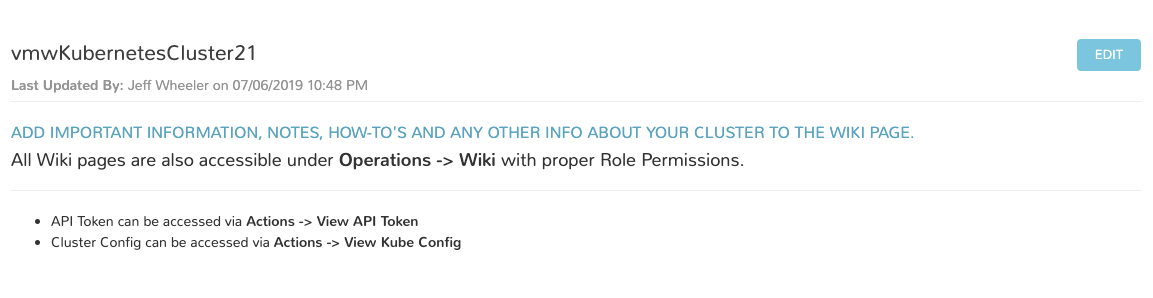 vmwKubernetesCluster21
EDIT
Last Updated By: Jeff Wheeler on 07/06/2019 10:48 PM
ADD IMPORTANT INFORMATION, NOTES, HOW-TO'S AND ANY OTHER INFO ABOUT YOUR CLUSTER TO THE WIKI PAGE.
All Wiki pages are also accessible under Operations -> Wiki with proper Role Permissions.
• API Token can be accessed via Actions -> View API Token
• Cluster Config can be accessed via Actions -> View Kube Config